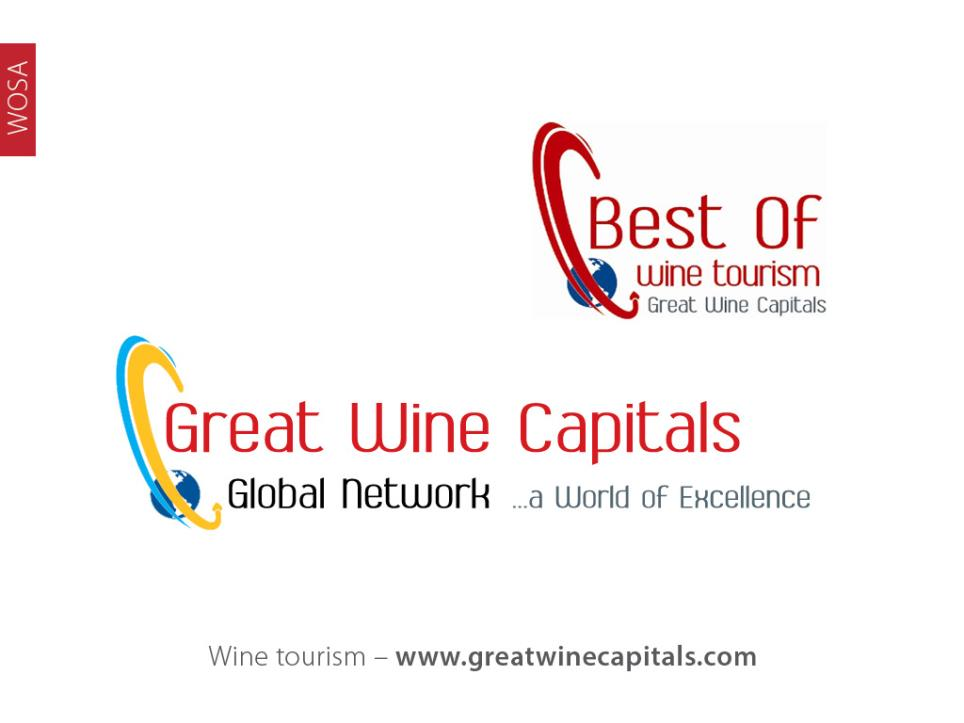 WOSA
Best Of
wine tourism
Great Wine Capitals
Great Wine Capitals
Global Network ...a World of Excellence
Wine tourism – www.greatwinecapitals.com